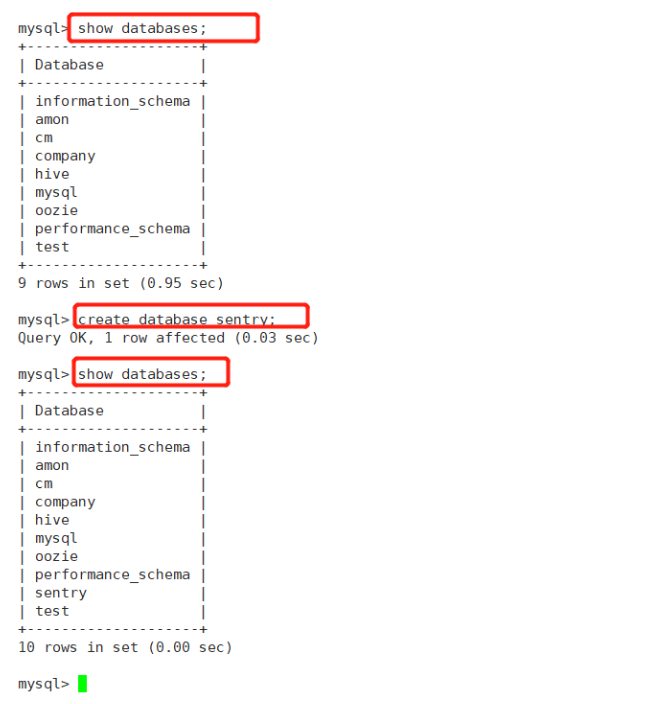 mysql> show databases;
+--------------------+
| Database           |
+--------------------+
| information_schema |
| amon               |
| cm                 |
| company            |
| hive               |
| mysql              |
| oozie              |
| performance_schema |
| test               |
+--------------------+
9 rows in set (0.95 sec)

mysql> create database sentry;
Query OK, 1 row affected (0.03 sec)

mysql> show databases;
+--------------------+
| Database           |
+--------------------+
| information_schema |
| amon               |
| cm                 |
| company            |
| hive               |
| mysql              |
| oozie              |
| performance_schema |
| sentry             |
| test               |
+--------------------+
10 rows in set (0.00 sec)

mysql>